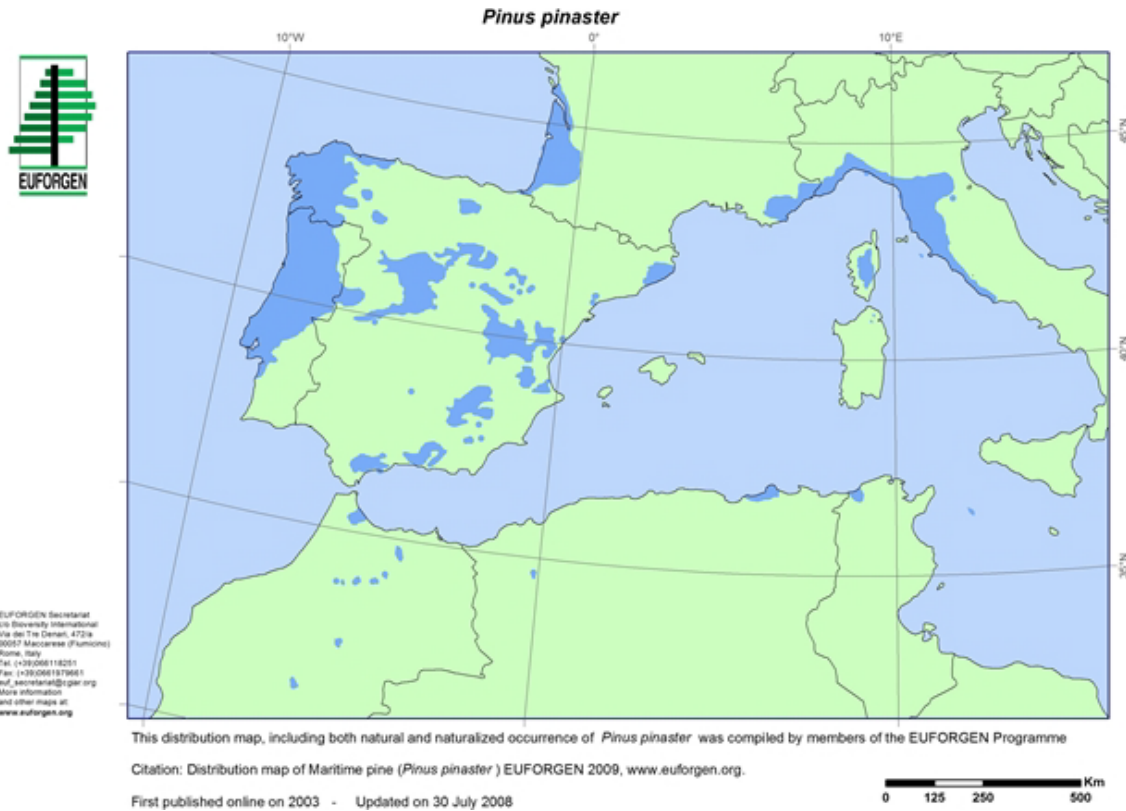 Pinus pinaster
10°W
0°
10°E
EUFORGEN
45°N
40°N
35°N
EUFORGEN Secretariat
c/o Bioversity International
Via dei Tre Denari, 472/a
00057 Maccarese (Fiumicino)
Rome, Italy
Tel. (+39)066118251
Fax: (+39)0661979661
euf_secretariat@cgiar.org
More information
and other maps at:
www.euforgen.org
This distribution map, including both natural and naturalized occurrence of Pinus pinaster was compiled by members of the EUFORGEN Programme
Citation: Distribution map of Maritime pine (Pinus pinaster ) EUFORGEN 2009, www.euforgen.org.
First published online on 2003 - Updated on 30 July 2008
Km
0 125 250 500